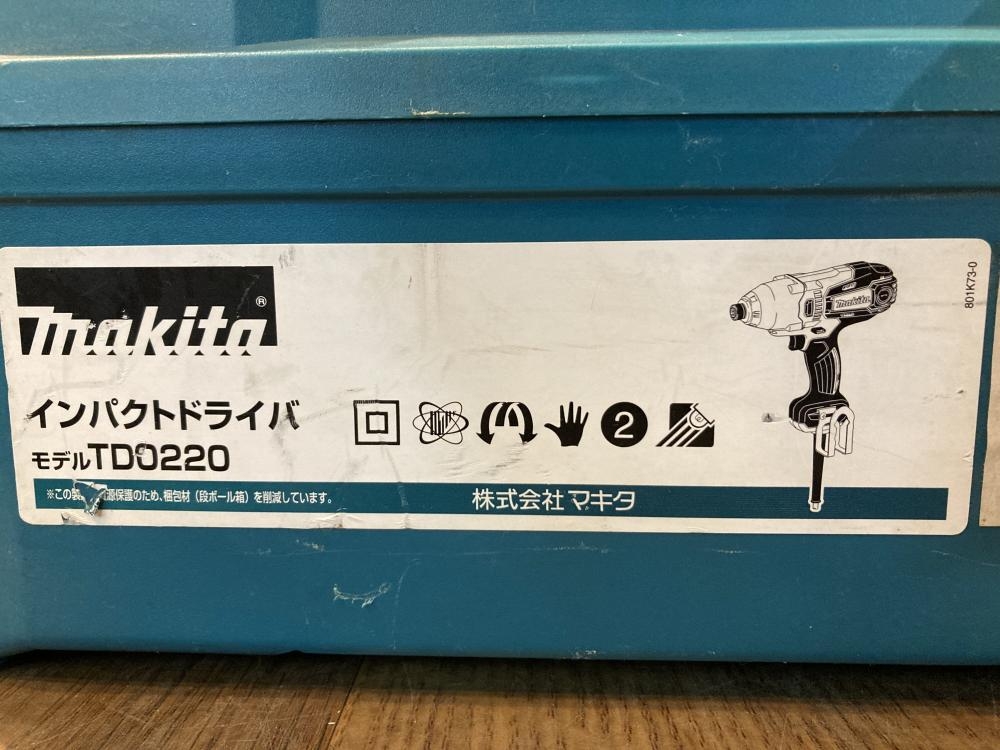 makita®
インパクトドライバ
モデルTD0220
※この製 源保護のため、梱包材（段ボール箱）を削減しています。
株式会社マキタ
2
makita
801K73-0